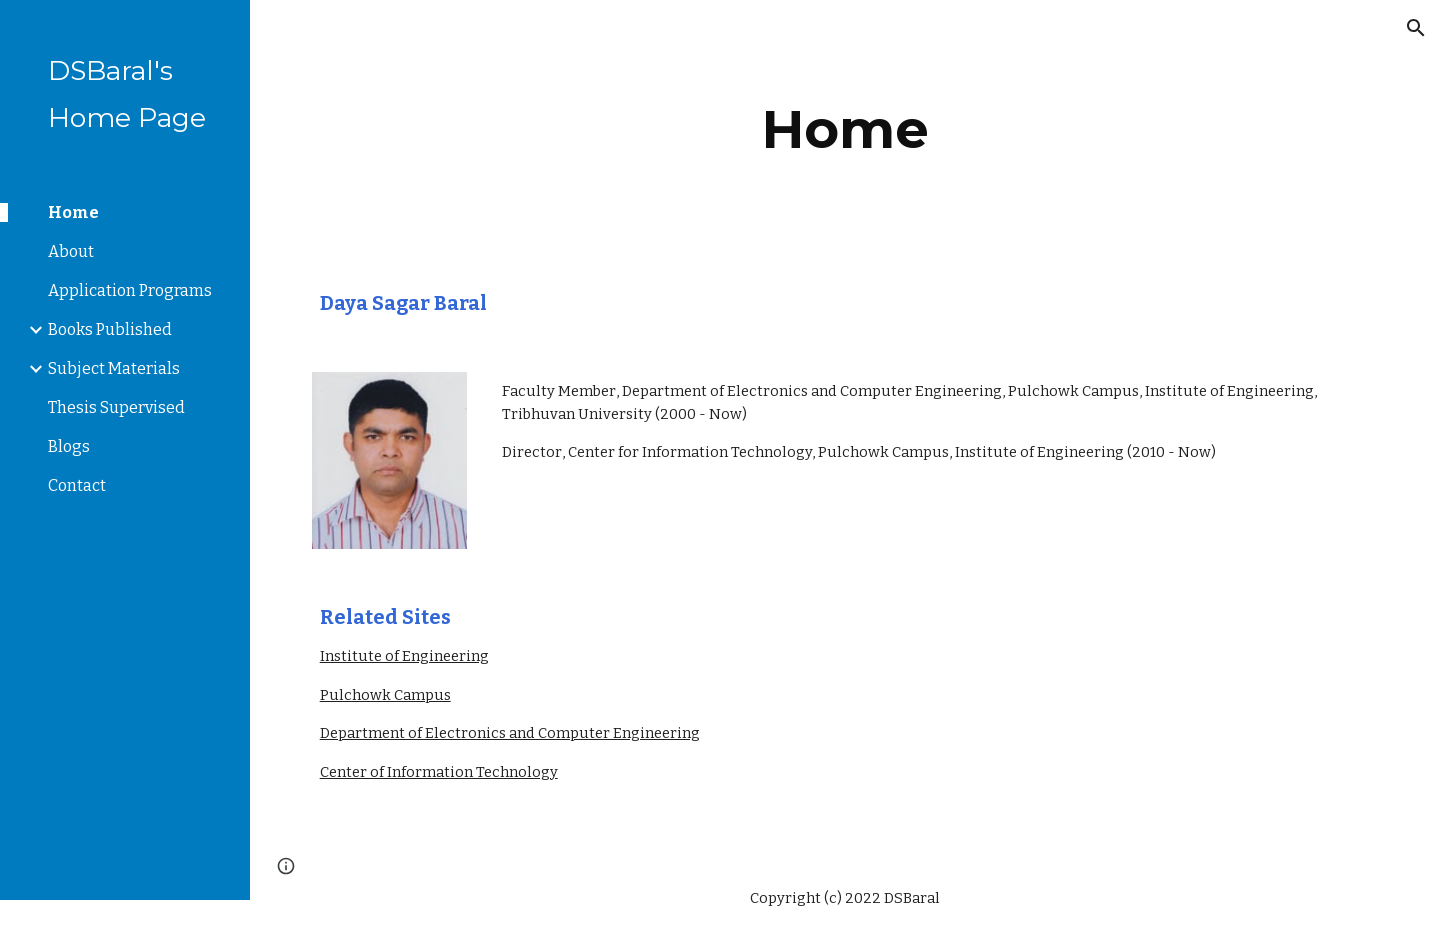 DSBaral's
Home Page
Home
About
Application Programs
Books Published
Subject Materials
Thesis Supervised
Blogs
Contact
Home
Daya Sagar Baral
Faculty Member, Department of Electronics and Computer Engineering, Pulchowk Campus, Institute of Engineering,
Tribhuvan University (2000 - Now)
Director, Center for Information Technology, Pulchowk Campus, Institute of Engineering (2010 - Now)
Related Sites
Institute of Engineering
Pulchowk Campus
Department of Electronics and Computer Engineering
Center of Information Technology
Copyright (c) 2022 DSBaral